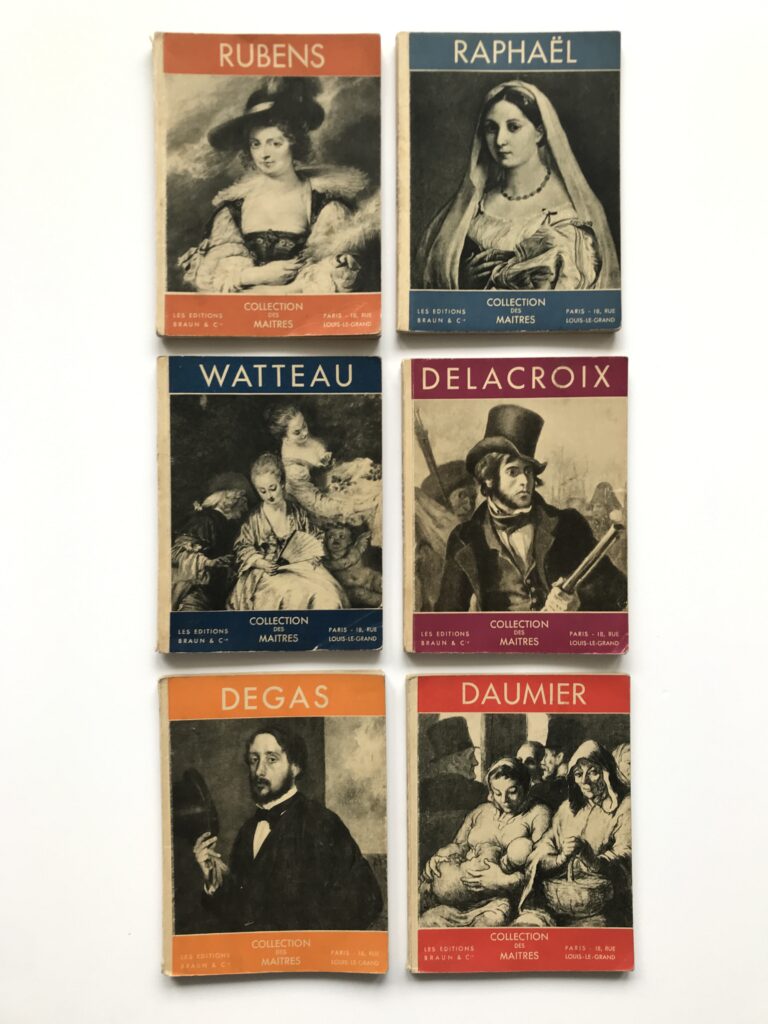 RUBENS
LES EDITIONS
BRAUN & Cie
COLLECTION
DES
MAITRES
PARIS - 18, RUE
LOUIS-LE-GRAND
RAPHAËL
LES EDITIONS
BRAUN & Cie
COLLECTION
DES
MAITRES
PARIS - 18, RUE
LOUIS-LE-GRAND
WATTEAU
LES EDITIONS
BRAUN & Cie
COLLECTION
DES
MAITRES
PARIS - 18, RUE
LOUIS-LE-GRAND
DELACROIX
LES EDITIONS
BRAUN & Cie
COLLECTION
DES
MAITRES
PARIS - 18, RUE
LOUIS-LE-GRAND
DEGAS
LES EDITIONS
BRAUN & Cie
COLLECTION
DES
MAITRES
PARIS - 18, RUE
LOUIS-LE-GRAND
DAUMIER
LES EDITIONS
BRAUN & Cie
COLLECTION
DES
MAITRES
PARIS - 18, RUE
LOUIS-LE-GRAND